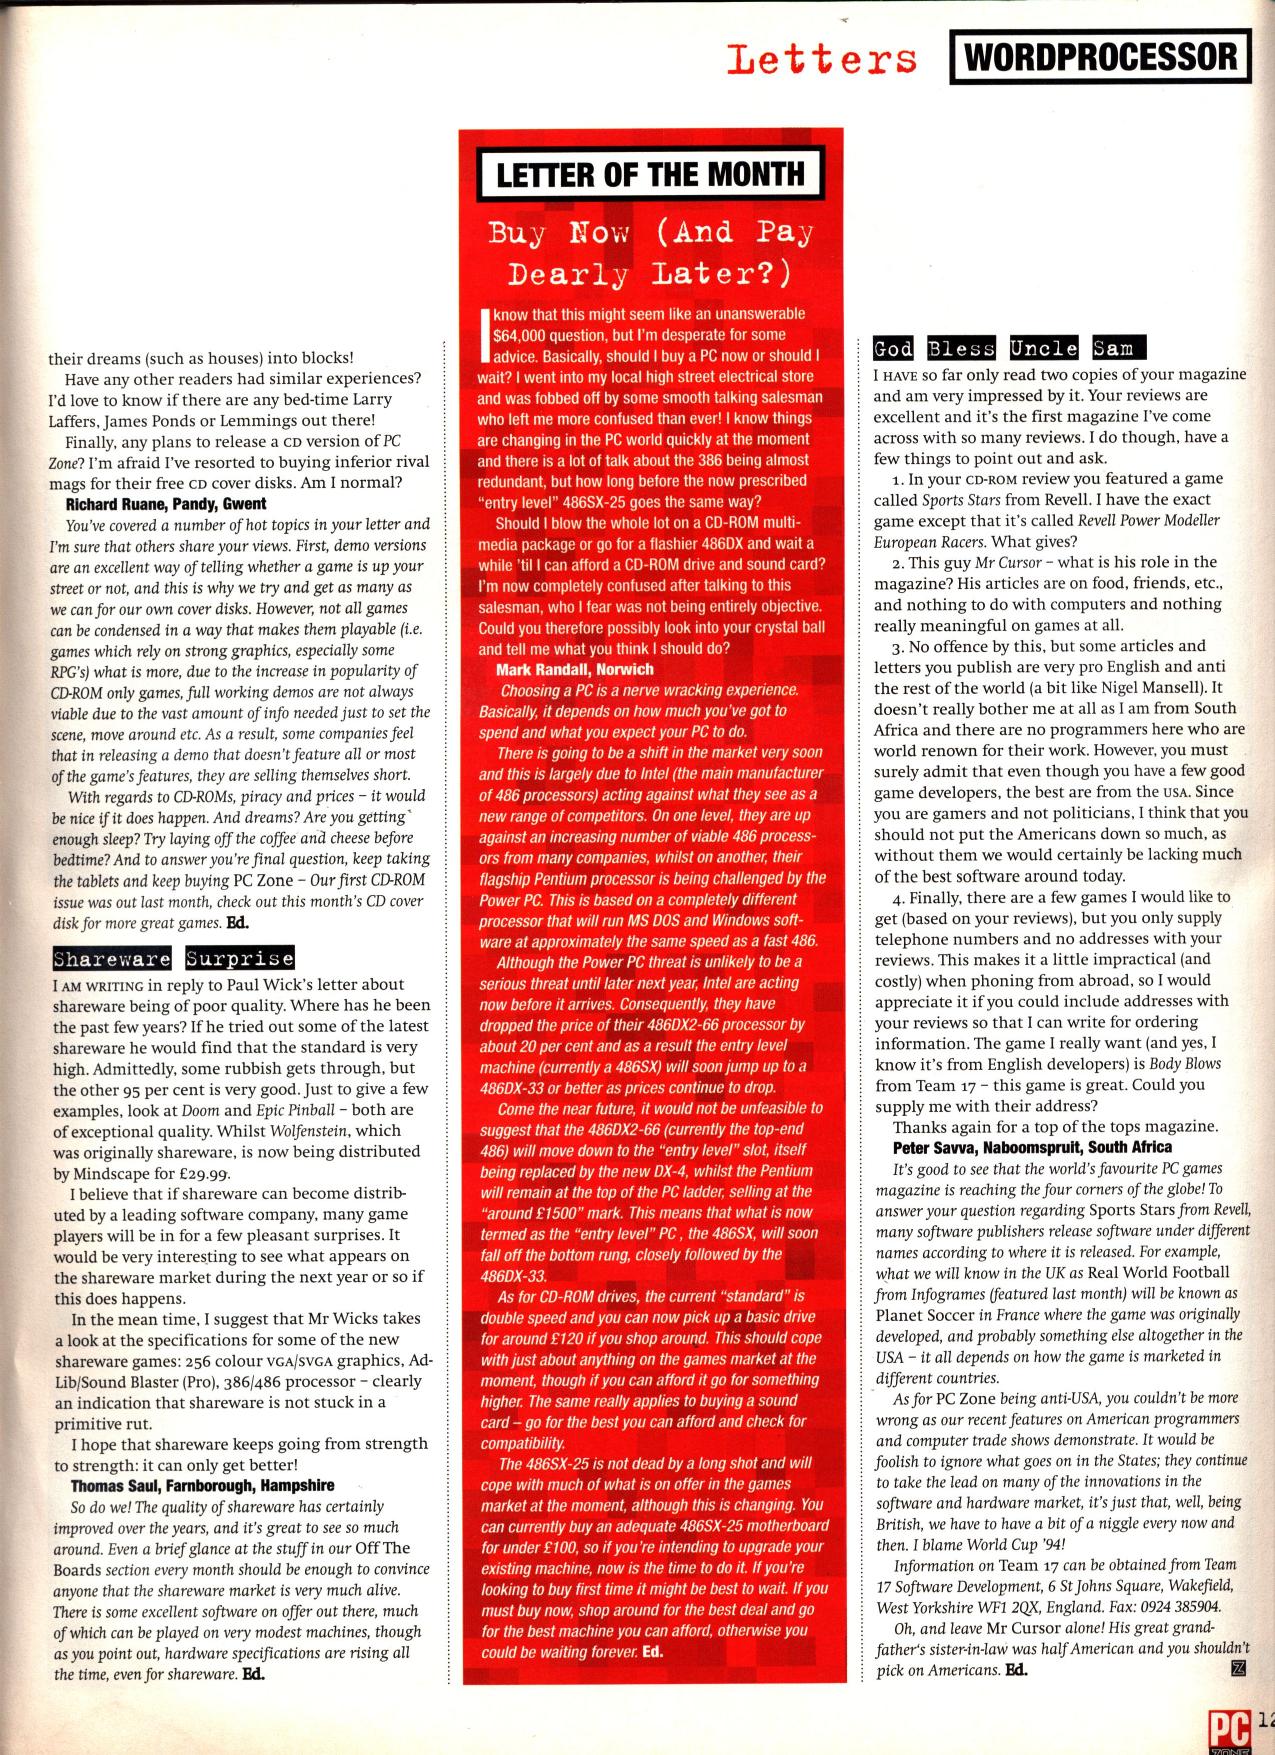 Letters WORDPROCESSOR
their dreams (such as houses) into blocks!
Have any other readers had similar experiences?
I'd love to know if there are any bed-time Larry
Laffers, James Ponds or Lemmings out there!
Finally, any plans to release a CD version of PC
Zone? I'm afraid I've resorted to buying inferior rival
mags for their free CD cover disks. Am I normal?
Richard Ruane, Pandy, Gwent
You've covered a number of hot topics in your letter and
I'm sure that others share your views. First, demo versions
are an excellent way of telling whether a game is up your
street or not, and this is why we try and get as many as
we can for our own cover disks. However, not all games
can be condensed in a way that makes them playable (i.e.
games which rely on strong graphics, especially some
RPG's) what is more, due to the increase in popularity of
CD-ROM only games, full working demos are not always
viable due to the vast amount of info needed just to set the
scene, move around etc. As a result, some companies feel
that in releasing a demo that doesn't feature all or most
of the game's features, they are selling themselves short.
With regards to CD-ROMs, piracy and prices – it would
be nice if it does happen. And dreams? Are you getting
enough sleep? Try laying off the coffee and cheese before
bedtime? And to answer you're final question, keep taking
the tablets and keep buying PC Zone – Our first CD-ROM
issue was out last month, check out this month's CD cover
disk for more great games. Ed.
Shareware Surprise
I AM WRITING in reply to Paul Wick's letter about
shareware being of poor quality. Where has he been
the past few years? If he tried out some of the latest
shareware he would find that the standard is very
high. Admittedly, some rubbish gets through, but
the other 95 per cent is very good. Just to give a few
examples, look at Doom and Epic Pinball – both are
of exceptional quality. Whilst Wolfenstein, which
was originally shareware, is now being distributed
by Mindscape for £29.99.
I believe that if shareware can become distrib-
uted by a leading software company, many game
players will be in for a few pleasant surprises. It
would be very interesting to see what appears on
the shareware market during the next year or so if
this does happens.
In the mean time, I suggest that Mr Wicks takes
a look at the specifications for some of the new
shareware games: 256 colour VGA/SVGA graphics, Ad-
Lib/Sound Blaster (Pro), 386/486 processor – clearly
an indication that shareware is not stuck in a
primitive rut.
I hope that shareware keeps going from strength
to strength: it can only get better!
Thomas Saul, Farnborough, Hampshire
So do we! The quality of shareware has certainly
improved over the years, and it's great to see so much
around. Even a brief glance at the stuff in our Off The
Boards section every month should be enough to convince
anyone that the shareware market is very much alive.
There is some excellent software on offer out there, much
of which can be played on very modest machines, though
as you point out, hardware specifications are rising all
the time, even for shareware. Ed.
LETTER OF THE MONTH
Buy Now (And Pay
Dearly Later?)
I know that this might seem like an unanswerable
$64,000 question, but I'm desperate for some
advice. Basically, should I buy a PC now or should I
wait? I went into my local high street electrical store
and was fobbed off by some smooth talking salesman
who left me more confused than ever! I know things
are changing in the PC world quickly at the moment
and there is a lot of talk about the 386 being almost
redundant, but how long before the now prescribed
"entry level" 486SX-25 goes the same way?
Should I blow the whole lot on a CD-ROM multi-
media package or go for a flashier 486DX and wait a
while 'til I can afford a CD-ROM drive and sound card?
I'm now completely confused after talking to this
salesman, who I fear was not being entirely objective.
Could you therefore possibly look into your crystal ball
and tell me what you think I should do?
Mark Randall, Norwich
Choosing a PC is a nerve wracking experience.
Basically, it depends on how much you've got to
spend and what you expect your PC to do.
There is going to be a shift in the market very soon
and this is largely due to Intel (the main manufacturer
of 486 processors) acting against what they see as a
new range of competitors. On one level, they are up
against an increasing number of viable 486 process-
ors from many companies, whilst on another, their
flagship Pentium processor is being challenged by the
Power PC. This is based on a completely different
processor that will run MS DOS and Windows soft-
ware at approximately the same speed as a fast 486.
Although the Power PC threat is unlikely to be a
serious threat until later next year, Intel are acting
now before it arrives. Consequently, they have
dropped the price of their 486DX2-66 processor by
about 20 per cent and as a result the entry level
machine (currently a 486SX) will soon jump up to a
486DX-33 or better as prices continue to drop.
Come the near future, it would not be unfeasible to
suggest that the 486DX2-66 (currently the top-end
486) will move down to the "entry level" slot, itself
being replaced by the new DX-4, whilst the Pentium
will remain at the top of the PC ladder, selling at the
"around £1500" mark. This means that what is now
termed as the "entry level" PC , the 486SX, will soon
fall off the bottom rung, closely followed by the
486DX-33.
As for CD-ROM drives, the current "standard" is
double speed and you can now pick up a basic drive
for around £120 if you shop around. This should cope
with just about anything on the games market at the
moment, though if you can afford it go for something
higher. The same really applies to buying a sound
card – go for the best you can afford and check for
compatibility.
The 486SX-25 is not dead by a long shot and will
cope with much of what is on offer in the games
market at the moment, although this is changing. You
can currently buy an adequate 486SX-25 motherboard
for under £100, so if you're intending to upgrade your
existing machine, now is the time to do it. If you're
looking to buy first time it might be best to wait. If you
must buy now, shop around for the best deal and go
for the best machine you can afford, otherwise you
could be waiting forever. Ed.
God Bless Uncle Sam
I HAVE so far only read two copies of your magazine
and am very impressed by it. Your reviews are
excellent and it's the first magazine I've come
across with so many reviews. I do though, have a
few things to point out and ask.
1. In your CD-ROM review you featured a game
called Sports Stars from Revell. I have the exact
game except that it's called Revell Power Modeller
European Racers. What gives?
2. This guy Mr Cursor – what is his role in the
magazine? His articles are on food, friends, etc.,
and nothing to do with computers and nothing
really meaningful on games at all.
3. No offence by this, but some articles and
letters you publish are very pro English and anti
the rest of the world (a bit like Nigel Mansell). It
doesn't really bother me at all as I am from South
Africa and there are no programmers here who are
world renown for their work. However, you must
surely admit that even though you have a few good
game developers, the best are from the USA. Since
you are gamers and not politicians, I think that you
should not put the Americans down so much, as
without them we would certainly be lacking much
of the best software around today.
4. Finally, there are a few games I would like to
get (based on your reviews), but you only supply
telephone numbers and no addresses with your
reviews. This makes it a little impractical (and
costly) when phoning from abroad, so I would
appreciate it if you could include addresses with
your reviews so that I can write for ordering
information. The game I really want (and yes, I
know it's from English developers) is Body Blows
from Team 17 – this game is great. Could you
supply me with their address?
Thanks again for a top of the tops magazine.
Peter Savva, Naboomspruit, South Africa
It's good to see that the world's favourite PC games
magazine is reaching the four corners of the globe! To
answer your question regarding Sports Stars from Revell,
many software publishers release software under different
names according to where it is released. For example,
what we will know in the UK as Real World Football
from Infogrames (featured last month) will be known as
Planet Soccer in France where the game was originally
developed, and probably something else altogether in the
USA – it all depends on how the game is marketed in
different countries.
As for PC Zone being anti-USA, you couldn't be more
wrong as our recent features on American programmers
and computer trade shows demonstrate. It would be
foolish to ignore what goes on in the States; they continue
to take the lead on many of the innovations in the
software and hardware market, it's just that, well, being
British, we have to have a bit of a niggle every now and
then. I blame World Cup '94!
Information on Team 17 can be obtained from Team
17 Software Development, 6 St Johns Square, Wakefield,
West Yorkshire WF1 2QX, England. Fax: 0924 385904.
Oh, and leave Mr Cursor alone! His great grand-
father's sister-in-law was half American and you shouldn't
pick on Americans. Ed.
Z
PC
ZONE